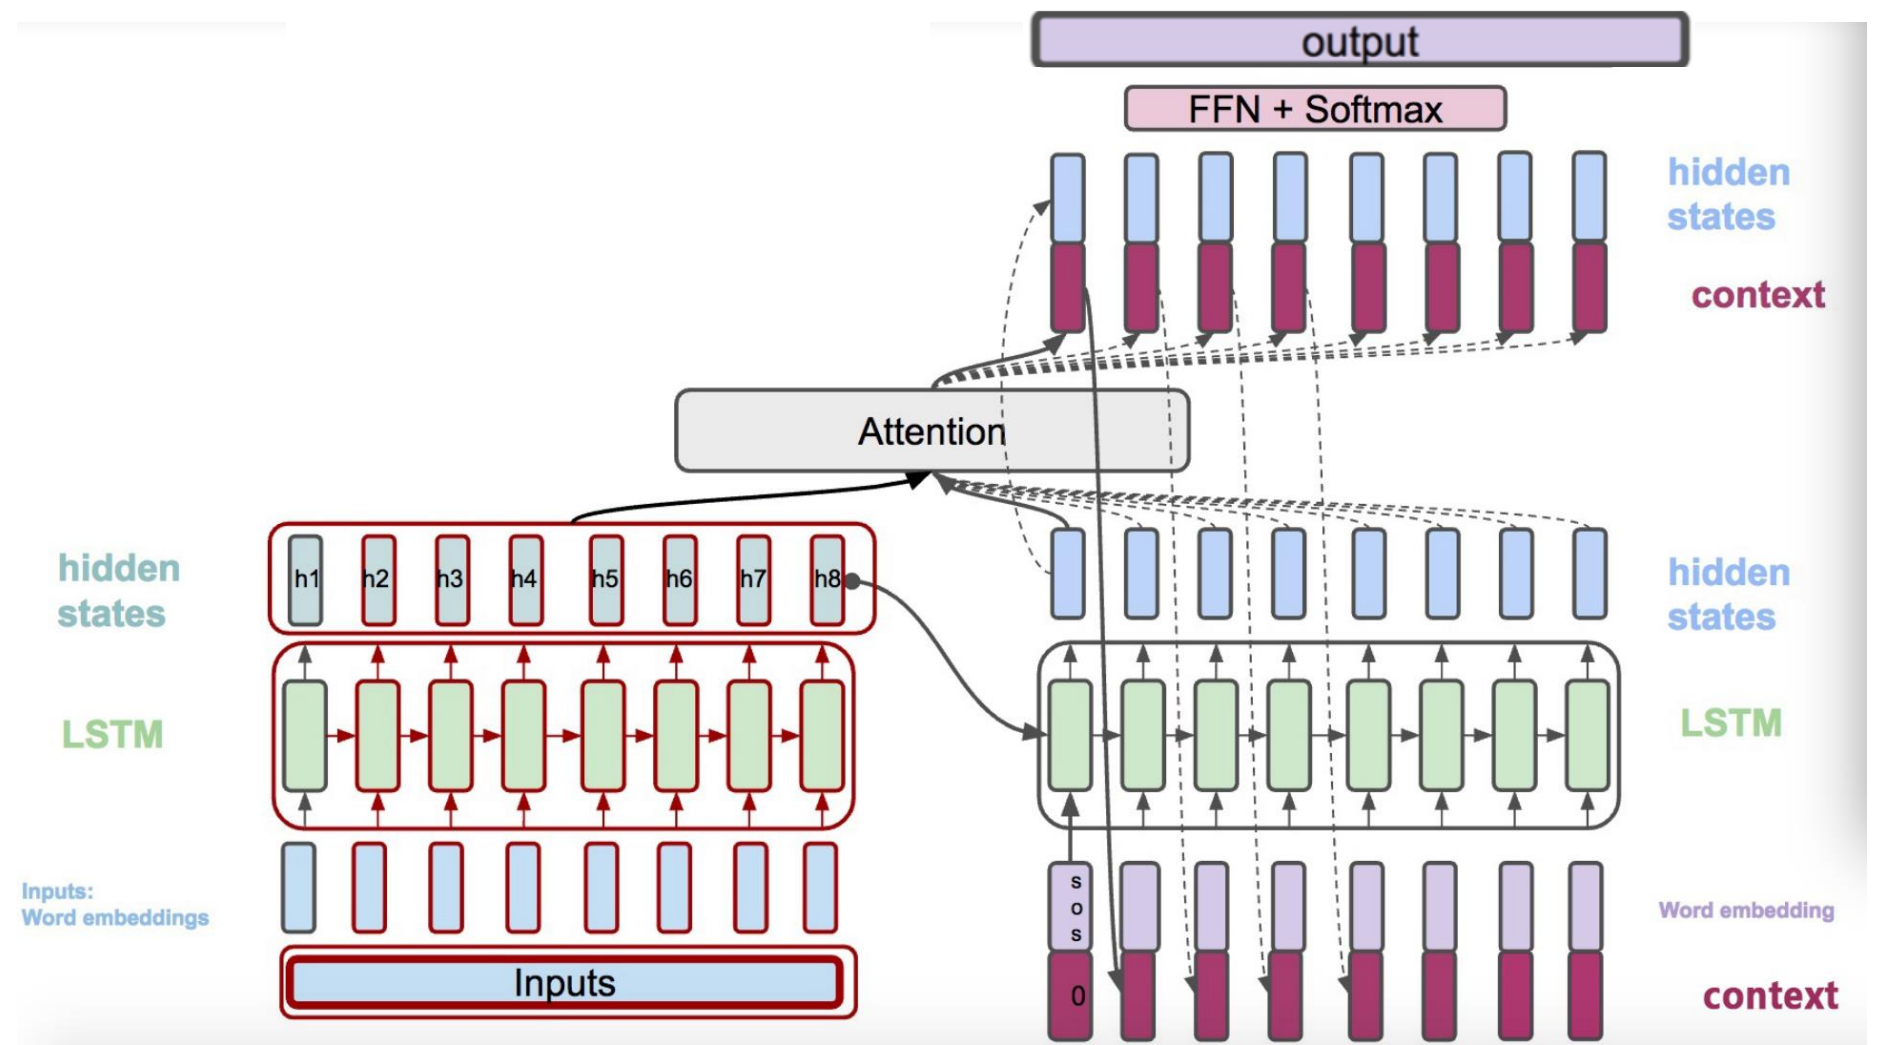 output
FFN + Softmax
hidden
states
context
Attention
hidden
states
h1 h2 h3 h4 h5 h6 h7 h8
hidden
states
LSTM
LSTM
Inputs:
Word embeddings
s
o
s
Word embedding
Inputs
0
context